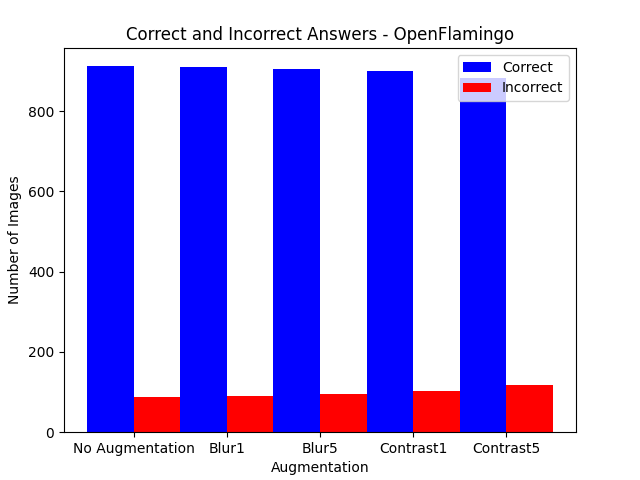 Correct and Incorrect Answers - OpenFlamingo
Correct
Incorrect
Number of Images
800
600
400
200
0
No Augmentation Blur1 Blur5 Contrast1 Contrast5
Augmentation